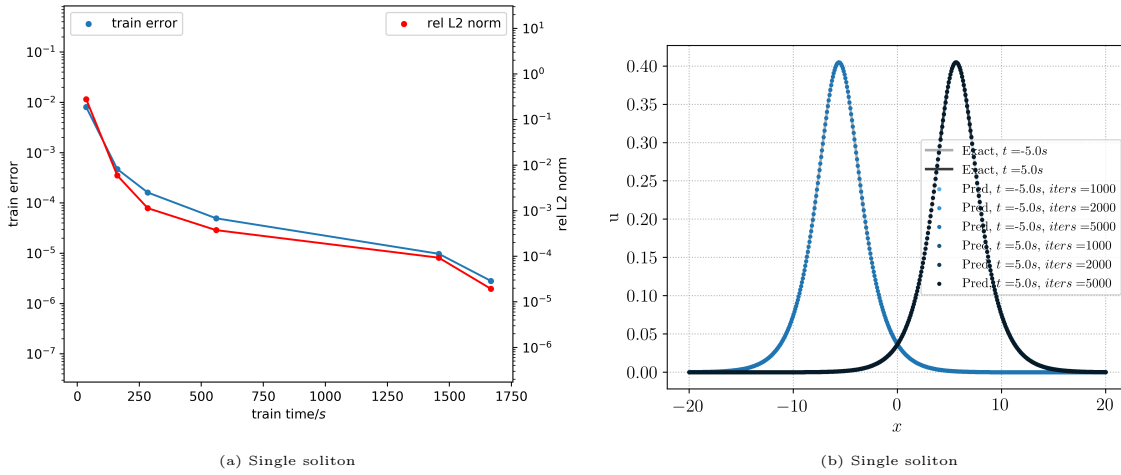 train error
rel L2 norm
10⁻¹
10⁻²
10⁻³
10⁻⁴
10⁻⁵
10⁻⁶
10⁻⁷
train error
10¹
10⁰
10⁻¹
10⁻²
10⁻³
10⁻⁴
10⁻⁵
10⁻⁶
rel L2 norm
0 250 500 750 1000 1250 1500 1750
train time/s
(a) Single soliton
0.40
0.35
0.30
0.25
0.20
0.15
0.10
0.05
0.00
u
Exact, t =-5.0s
Exact, t =5.0s
Pred, t =-5.0s, iters =1000
Pred, t =-5.0s, iters =2000
Pred, t =-5.0s, iters =5000
Pred, t =5.0s, iters =1000
Pred, t =5.0s, iters =2000
Pred, t =5.0s, iters =5000
−20 −10 0 10 20
x
(b) Single soliton